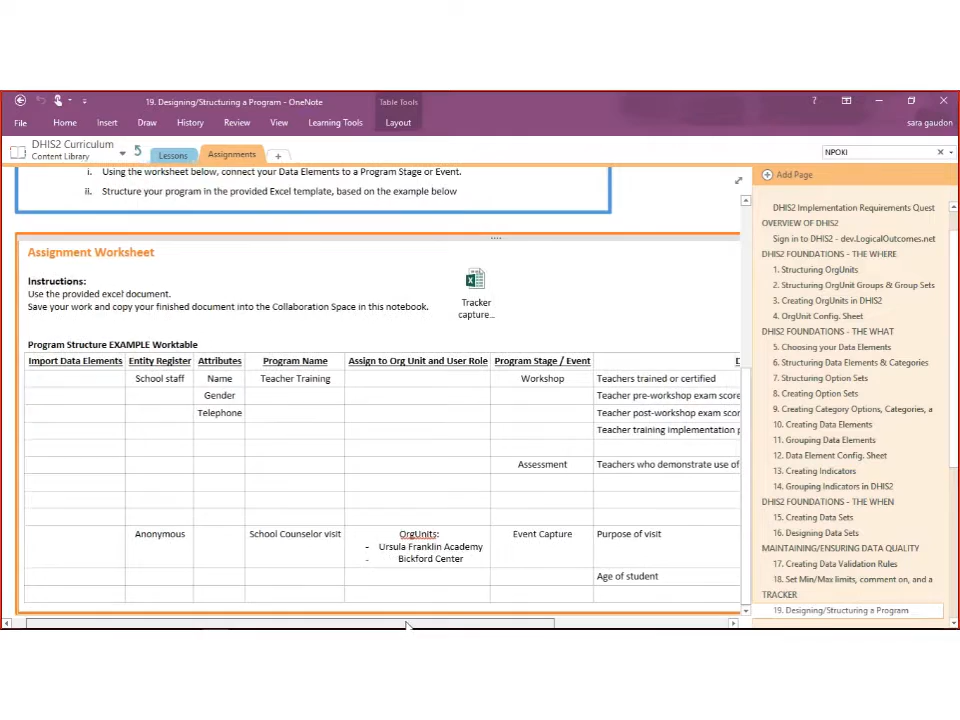 19. Designing/Structuring a Program - OneNote
Table Tools
?
File
Home
Insert
Draw
History
Review
View
Learning Tools
Layout
sara gaudon
DHIS2 Curriculum
Content Library
Lessons
Assignments
+
NPOKI
i. Using the worksheet below, connect your Data Elements to a Program Stage or Event.
ii. Structure your program in the provided Excel template, based on the example below
Assignment Worksheet
Instructions:
Use the provided excel document.
Save your work and copy your finished document into the Collaboration Space in this notebook.
Tracker
capture...
Program Structure EXAMPLE Worktable
Import Data Elements Entity Register Attributes Program Name Assign to Org Unit and User Role Program Stage / Event
School staff Name Teacher Training Workshop Teachers trained or certified
Gender Teacher pre-workshop exam score
Telephone Teacher post-workshop exam scor
Teacher training implementation p
Assessment Teachers who demonstrate use of
Anonymous School Counselor visit OrgUnits: Event Capture Purpose of visit
- Ursula Franklin Academy
- Bickford Center
Age of student
Add Page
DHIS2 Implementation Requirements Quest
OVERVIEW OF DHIS2
Sign in to DHIS2 - dev.LogicalOutcomes.net
DHIS2 FOUNDATIONS - THE WHERE
1. Structuring OrgUnits
2. Structuring OrgUnit Groups & Group Sets
3. Creating OrgUnits in DHIS2
4. OrgUnit Config. Sheet
DHIS2 FOUNDATIONS - THE WHAT
5. Choosing your Data Elements
6. Structuring Data Elements & Categories
7. Structuring Option Sets
8. Creating Option Sets
9. Creating Category Options, Categories, a
10. Creating Data Elements
11. Grouping Data Elements
12. Data Element Config. Sheet
13. Creating Indicators
14. Grouping Indicators in DHIS2
DHIS2 FOUNDATIONS - THE WHEN
15. Creating Data Sets
16. Designing Data Sets
MAINTAINING/ENSURING DATA QUALITY
17. Creating Data Validation Rules
18. Set Min/Max limits, comment on, and a
TRACKER
19. Designing/Structuring a Program